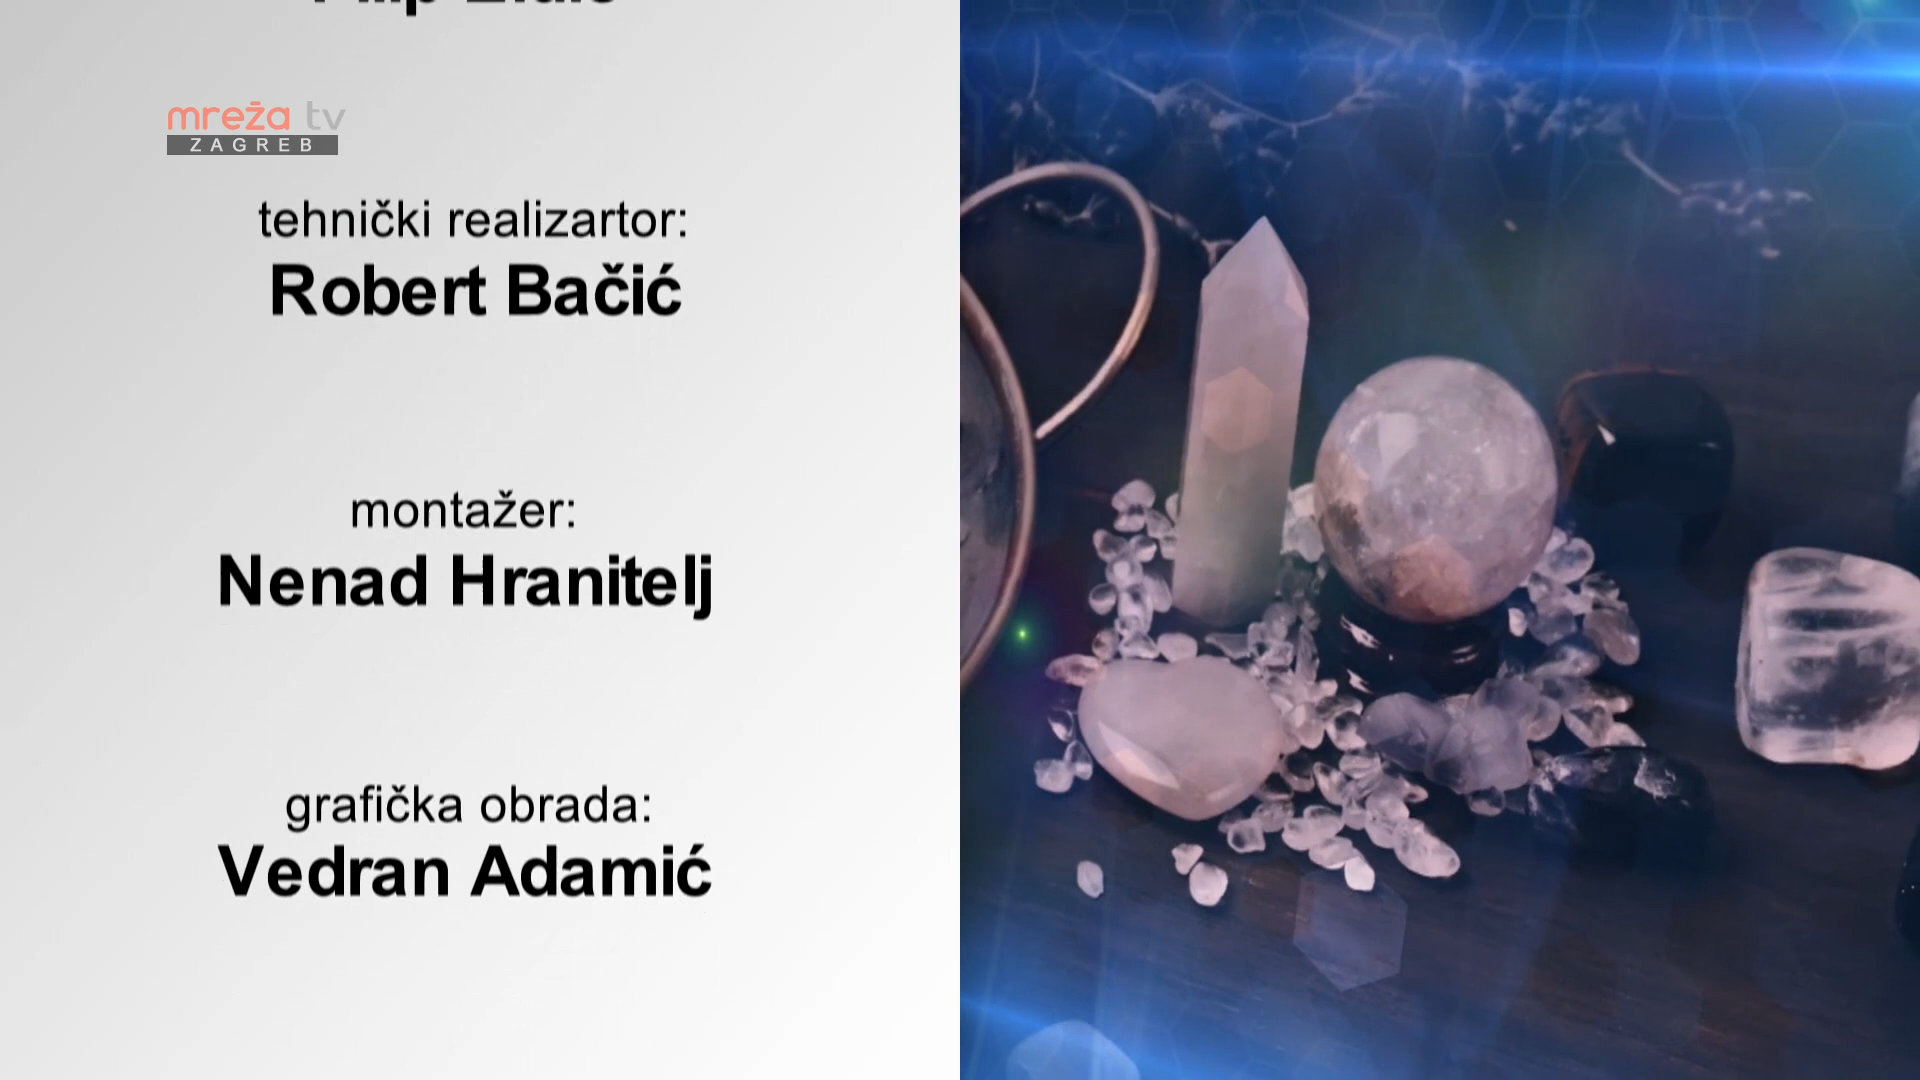 mreža tv
ZAGREB
tehnički realizartor:
Robert Bačić
montažer:
Nenad Hranitelj
grafička obrada:
Vedran Adamić